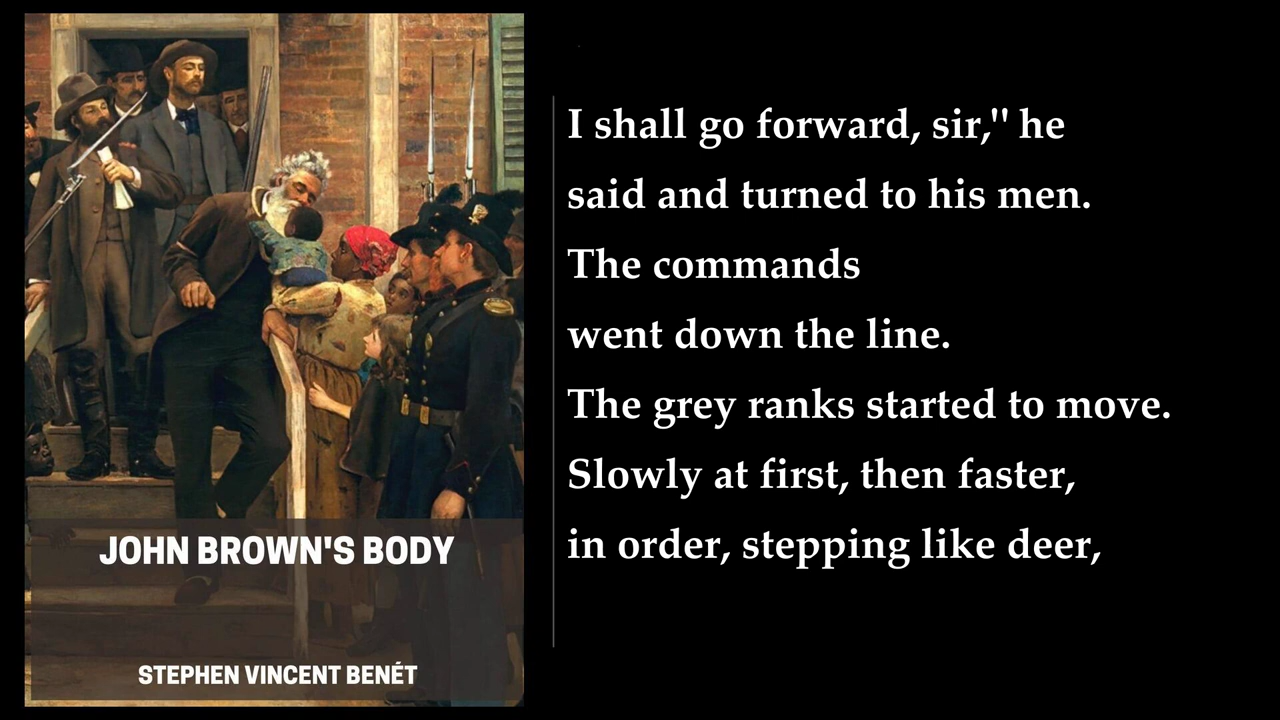 JOHN BROWN'S BODY
STEPHEN VINCENT BENÉT
I shall go forward, sir," he
said and turned to his men.
The commands
went down the line.
The grey ranks started to move.
Slowly at first, then faster,
in order, stepping like deer,